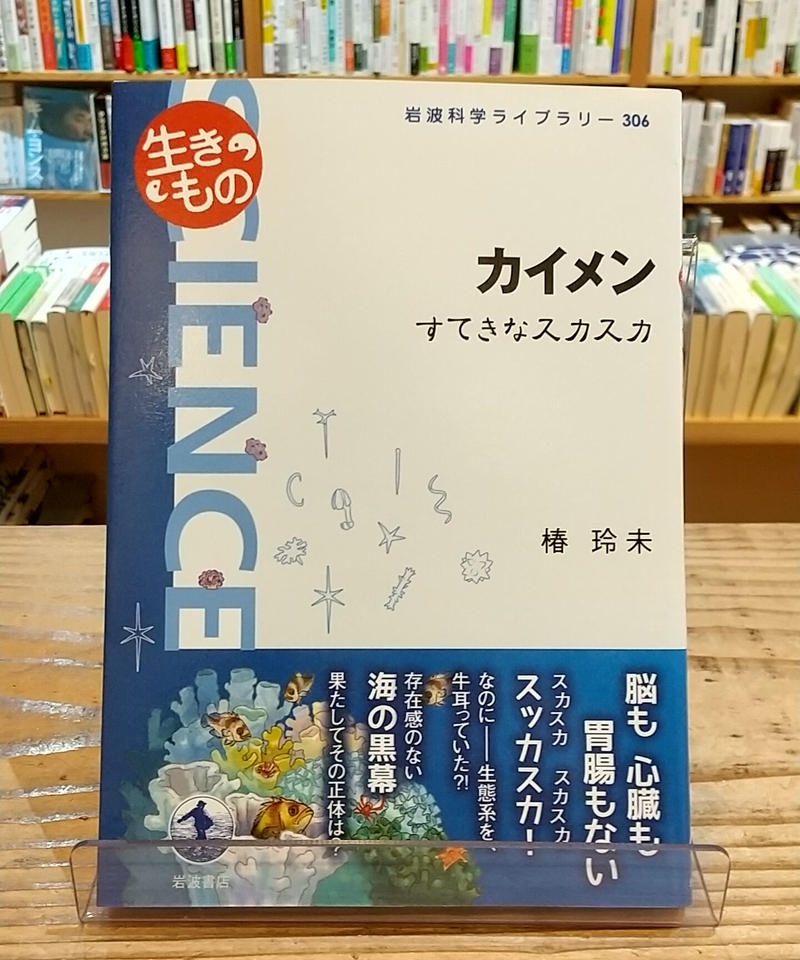 岩波科学ライブラリー 306
生きもの
SCIENCE
カイメン
すてきなスカスカ
椿 玲未
脳も 心臓も
胃腸もない
スカスカ スカスカ
スッカスカ!
なのに──生態系を、
牛耳っていた?!
存在感のない
海の黒幕
果たしてその正体は?
岩波書店